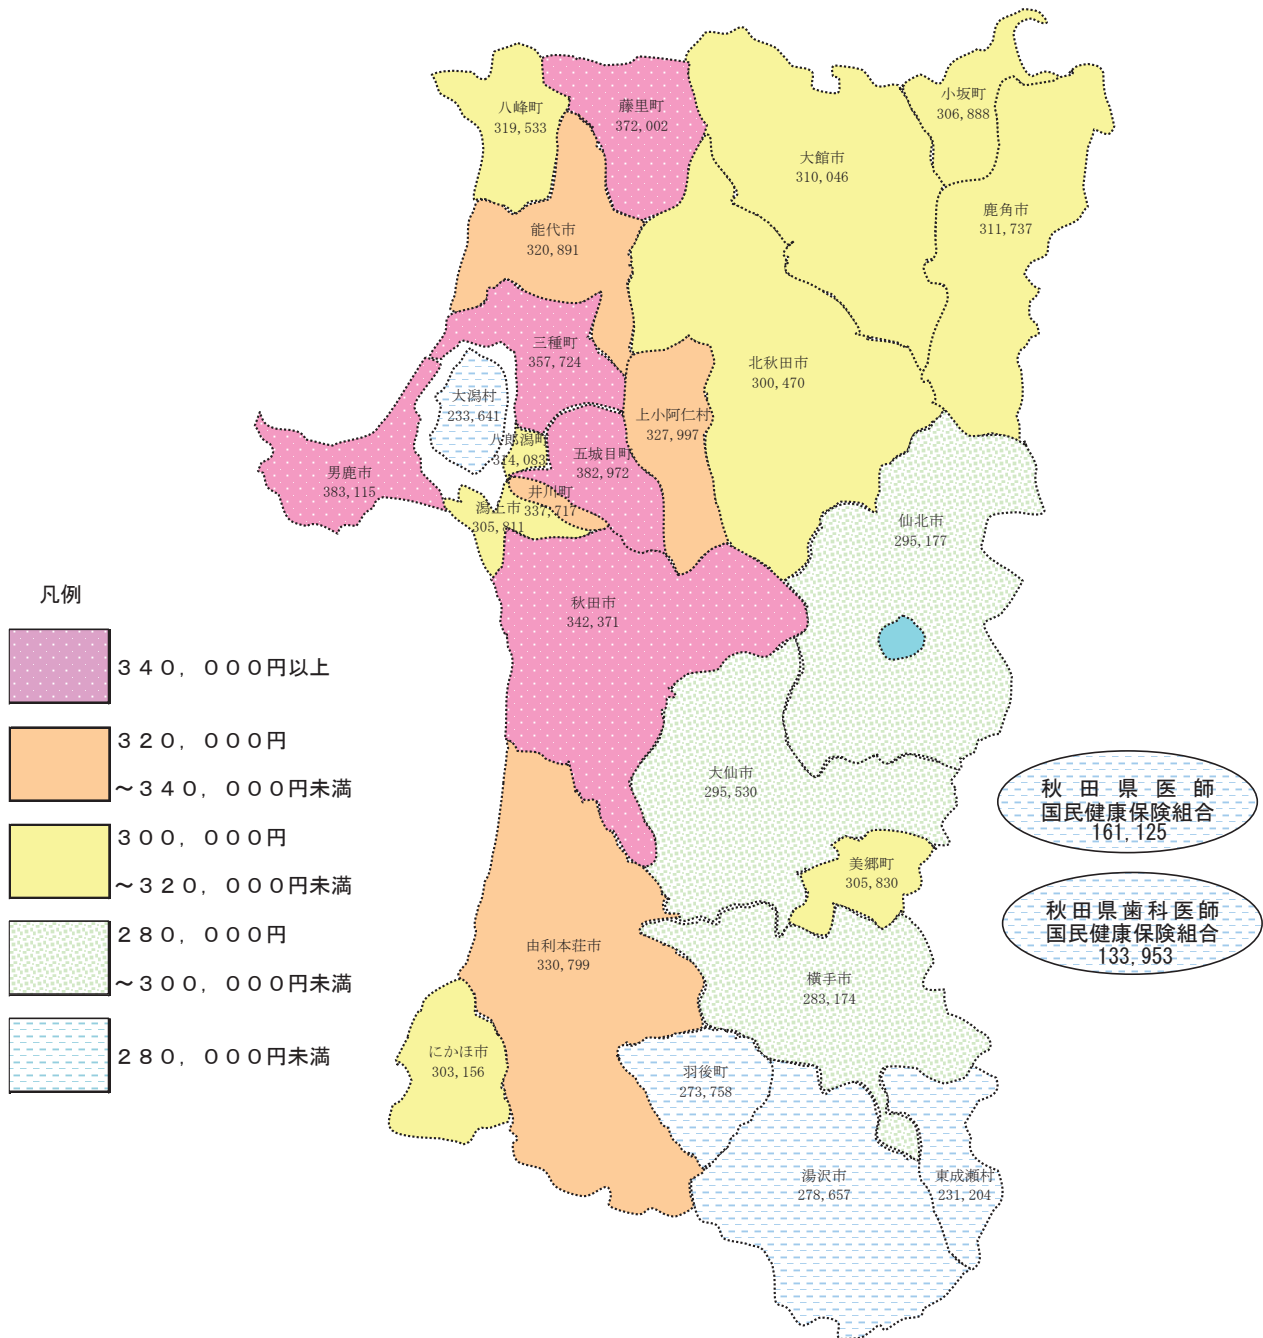 小坂町
306,888
八峰町
319,533
藤里町
372,002
大館市
310,046
鹿角市
311,737
能代市
320,891
三種町
357,724
北秋田市
300,470
大潟村
233,641
上小阿仁村
327,997
八郎潟町
314,083
五城目町
382,972
男鹿市
383,115
井川町
337,717
潟上市
305,811
仙北市
295,177
秋田市
342,371
凡例
340,000円以上
320,000円
～340,000円未満
300,000円
～320,000円未満
280,000円
～300,000円未満
280,000円未満
大仙市
295,530
秋田県医師
国民健康保険組合
161,125
美郷町
305,830
秋田県歯科医師
国民健康保険組合
133,953
由利本荘市
330,799
横手市
283,174
にかほ市
303,156
羽後町
273,758
湯沢市
278,657
東成瀬村
231,204